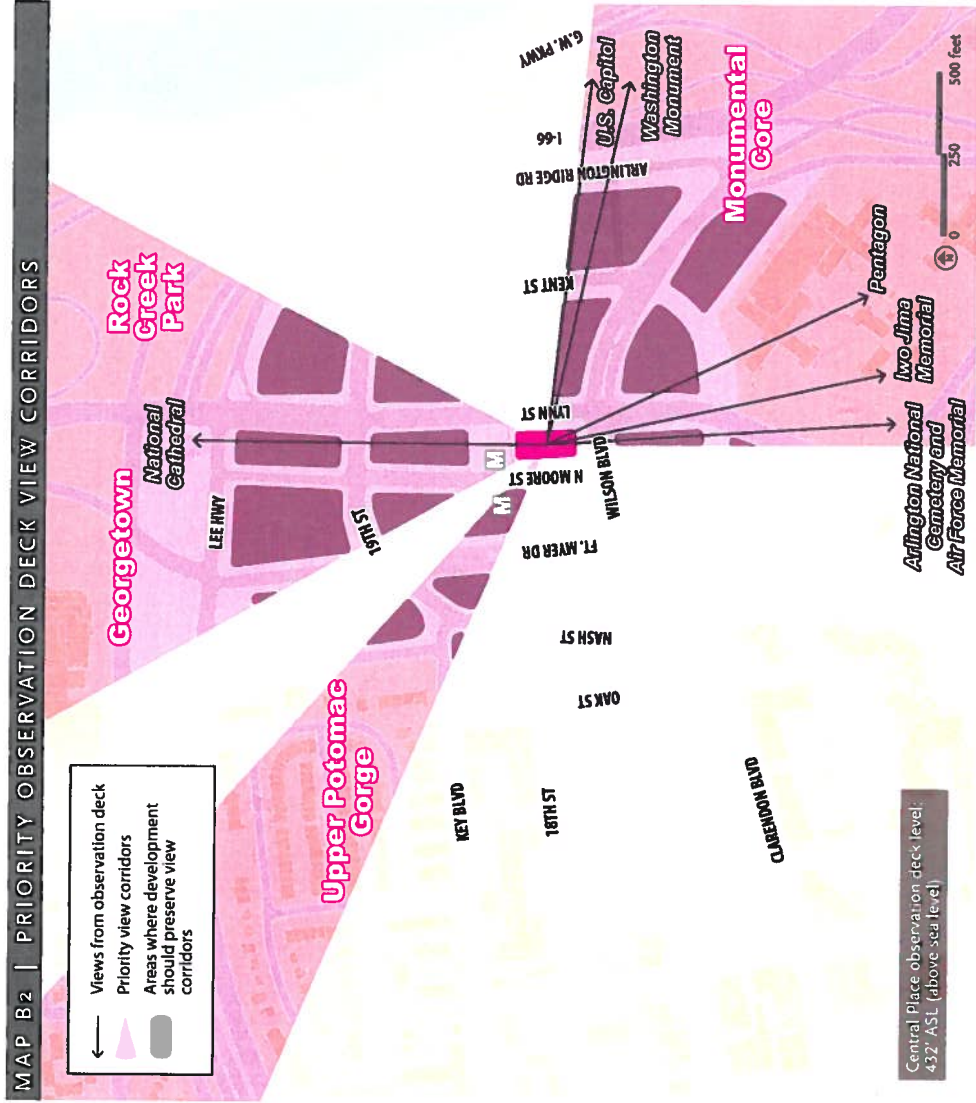 MAP B2 | PRIORITY OBSERVATION DECK VIEW CORRIDORS
Views from observation deck
Priority view corridors
Areas where development
should preserve view
corridors
Georgetown
Rock
Creek
Park
National
Cathedral
LEE HWY
19TH ST
Upper Potomac
Gorge
KEY BLVD
18TH ST
OAK ST
NASH ST
FT. MYER DR
M
M
N MOORE ST
LYNN ST
WILSON BLVD
KENT ST
ARLINGTON RIDGE RD
I-66
G.W. PKWY
U.S. Capitol
Washington
Monument
Monumental
Core
CLARENDON BLVD
Pentagon
Iwo Jima
Memorial
Arlington National
Cemetery and
Air Force Memorial
Central Place observation deck level:
432' ASL (above sea level)
N
0 250 500 feet